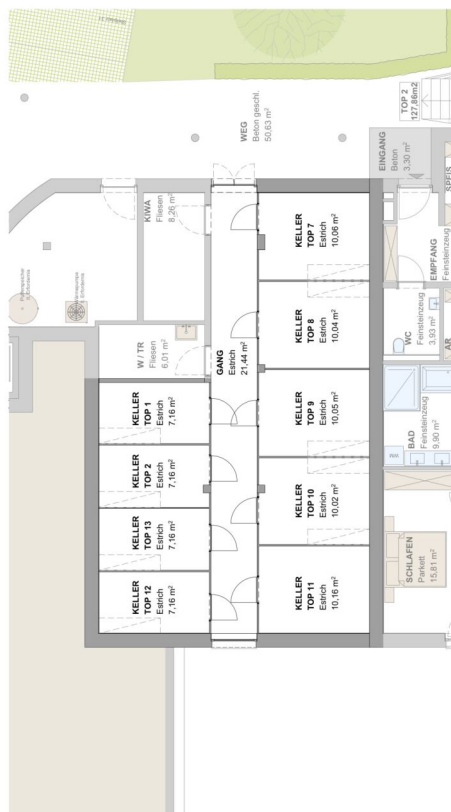 WEG
Beton geschl.
50,63 m²
TOP 2
127,86m2
EINGANG
Beton
3,30 m²
SPEIS
KIWA
Fliesen
8,26 m²
W / TR
Fliesen
6,01 m²
GANG
Estrich
21,44 m²
KELLER
TOP 7
Estrich
10,06 m²
KELLER
TOP 8
Estrich
10,04 m²
KELLER
TOP 9
Estrich
10,05 m²
KELLER
TOP 10
Estrich
10,02 m²
KELLER
TOP 11
Estrich
10,16 m²
KELLER
TOP 1
Estrich
7,16 m²
KELLER
TOP 2
Estrich
7,16 m²
KELLER
TOP 13
Estrich
7,16 m²
KELLER
TOP 12
Estrich
7,16 m²
EMPFANG
Feinsteinzeug
WC
Feinsteinzeug
3,93 m²
AR
BAD
Feinsteinzeug
9,90 m²
WM
SCHLAFEN
Parkett
15,81 m²